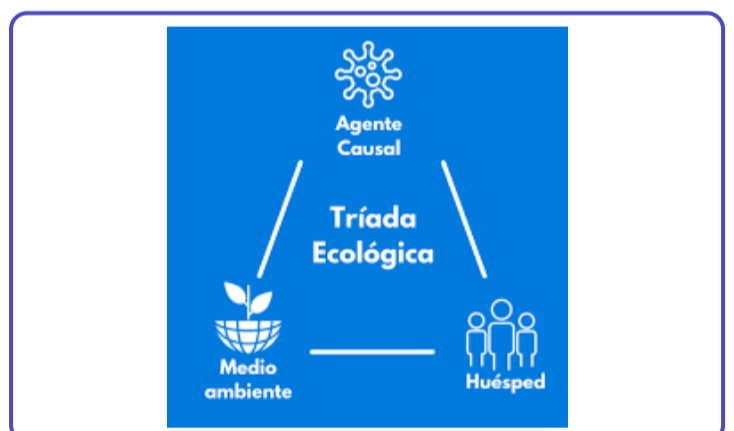 Agente
Causal
Tríada
Ecológica
Medio
ambiente
Huésped